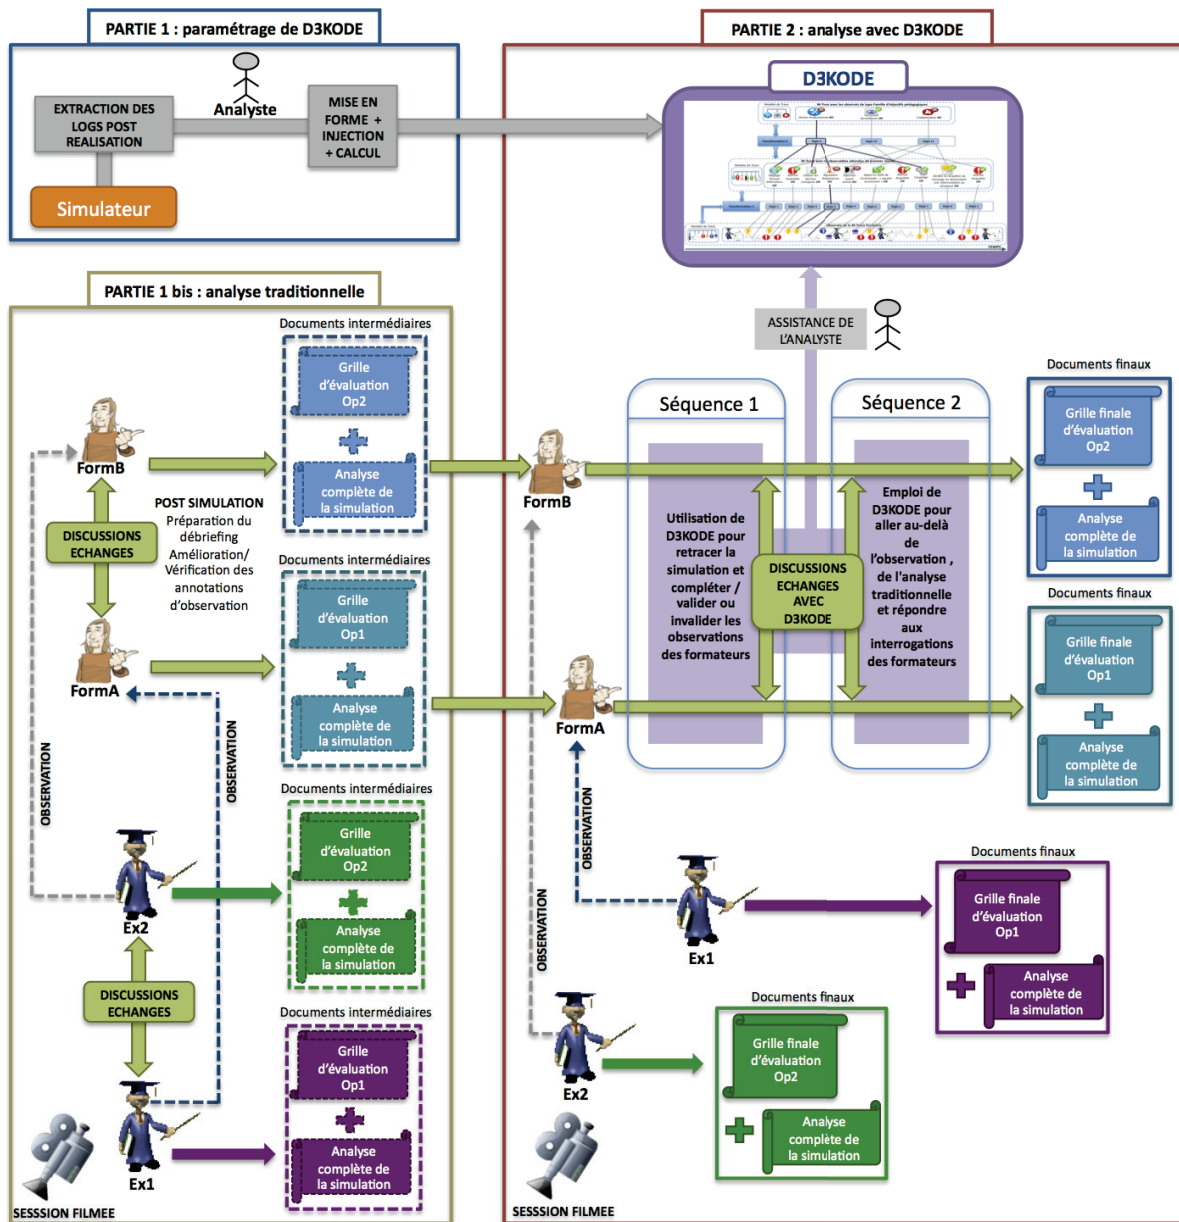 PARTIE 1 : paramétrage de D3KODE
EXTRACTION DES
LOGS POST
REALISATION
Analyste
MISE EN
FORME +
INJECTION
+ CALCUL
Simulateur
PARTIE 2 : analyse avec D3KODE
D3KODE
ASSISTANCE DE
L'ANALYSTE
PARTIE 1 bis : analyse traditionnelle
Documents intermédiaires
Grille
d'évaluation
Op2
Analyse
complète de
la simulation
FormB
POST SIMULATION
Préparation du
débriefing
Amélioration/
Vérification des
annotations
d'observation
DISCUSSIONS
ECHANGES
FormA
Documents intermédiaires
Grille
d'évaluation
Op1
Analyse
complète de
la simulation
OBSERVATION
OBSERVATION
Documents intermédiaires
Grille
d'évaluation
Op2
Analyse
complète de
la simulation
Ex2
DISCUSSIONS
ECHANGES
Documents intermédiaires
Grille
d'évaluation
Op1
Analyse
complète de
la simulation
Ex1
SESSSION FILMEE
Séquence 1
Séquence 2
FormB
Utilisation de
D3KODE pour
retracer la
simulation et
compléter /
valider ou
invalider les
observations
des formateurs
DISCUSSIONS
ECHANGES
AVEC
D3KODE
Emploi de
D3KODE pour
aller au-delà
de
l'observation ,
de l'analyse
traditionnelle
et répondre
aux
interrogations
des formateurs
FormA
Documents finaux
Grille finale
d'évaluation
Op2
Analyse
complète de
la simulation
Documents finaux
Grille finale
d'évaluation
Op1
Analyse
complète de
la simulation
OBSERVATION
OBSERVATION
Ex1
Documents finaux
Grille finale
d'évaluation
Op1
Analyse
complète de
la simulation
Ex2
Documents finaux
Grille finale
d'évaluation
Op2
Analyse
complète de
la simulation
SESSSION FILMEE